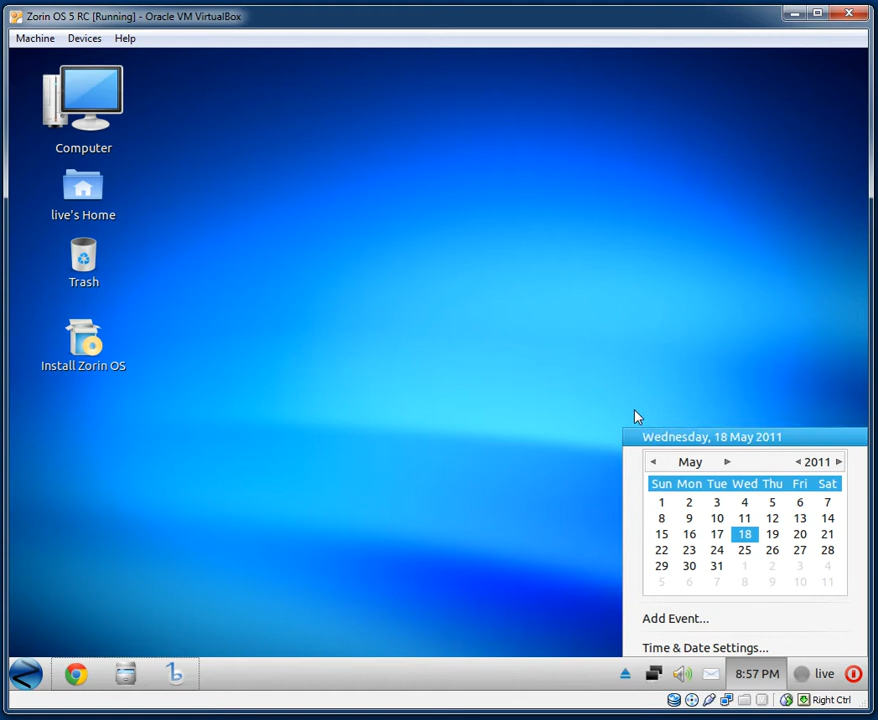 Zorin OS 5 RC [Running] - Oracle VM VirtualBox
Machine Devices Help
Computer
live's Home
Trash
Install Zorin OS
Wednesday, 18 May 2011
May 2011
Sun Mon Tue Wed Thu Fri Sat
1 2 3 4 5 6 7
8 9 10 11 12 13 14
15 16 17 18 19 20 21
22 23 24 25 26 27 28
29 30 31 1 2 3 4
5 6 7 8 9 10 11
Add Event...
Time & Date Settings...
8:57 PM live
Right Ctrl